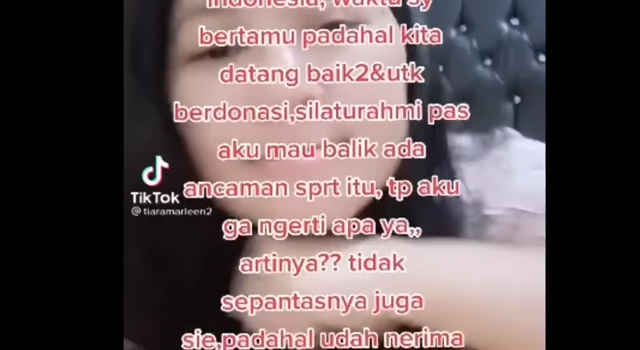 indonesia, waktu sy
bertamu padahal kita
datang baik2&utk
berdonasi,silaturahmi pas
aku mau balik ada
ancaman sprt itu, tp aku
ga ngerti apa ya,,
artinya?? tidak
sepantasnya juga
sie,padahal udah nerima
TikTok
@tiaramarleen2